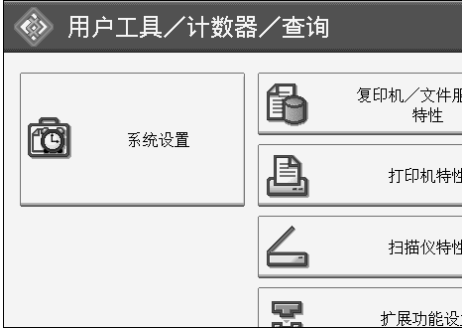 用户工具／计数器／查询
系统设置
复印机／文件服
特性
打印机特性
扫描仪特性
扩展功能设